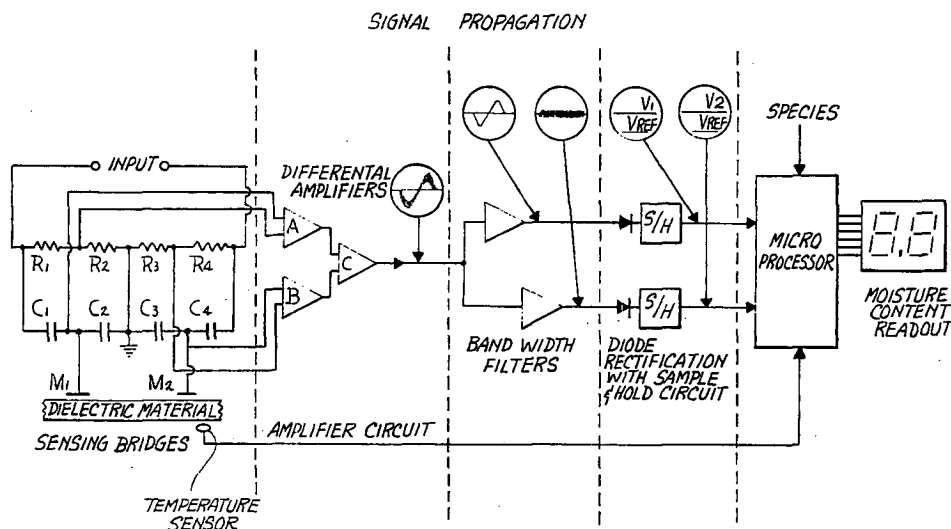 SIGNAL PROPAGATION
INPUT
DIFFERENTAL
AMPLIFIERS
V1
VREF
V2
VREF
SPECIES
A
B
C
S/H
S/H
MICRO
PROCESSOR
8.8
MOISTURE
CONTENT
READOUT
R1 R2 R3 R4
C1 C2 C3 C4
M1 M2
DIELECTRIC MATERIAL
SENSING BRIDGES
AMPLIFIER CIRCUIT
BAND WIDTH
FILTERS
DIODE
RECTIFICATION
WITH SAMPLE
& HOLD CIRCUIT
TEMPERATURE
SENSOR